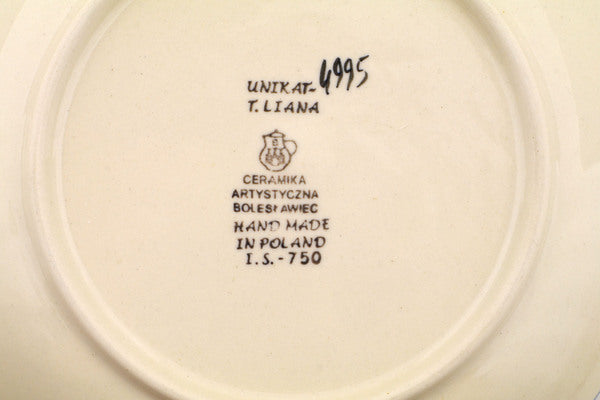 UNIKAT-4995
T.LIANA
B
CERAMIKA
ARTYSTYCZNA
BOLESŁAWIEC
HAND MADE
IN POLAND
I.S.-750